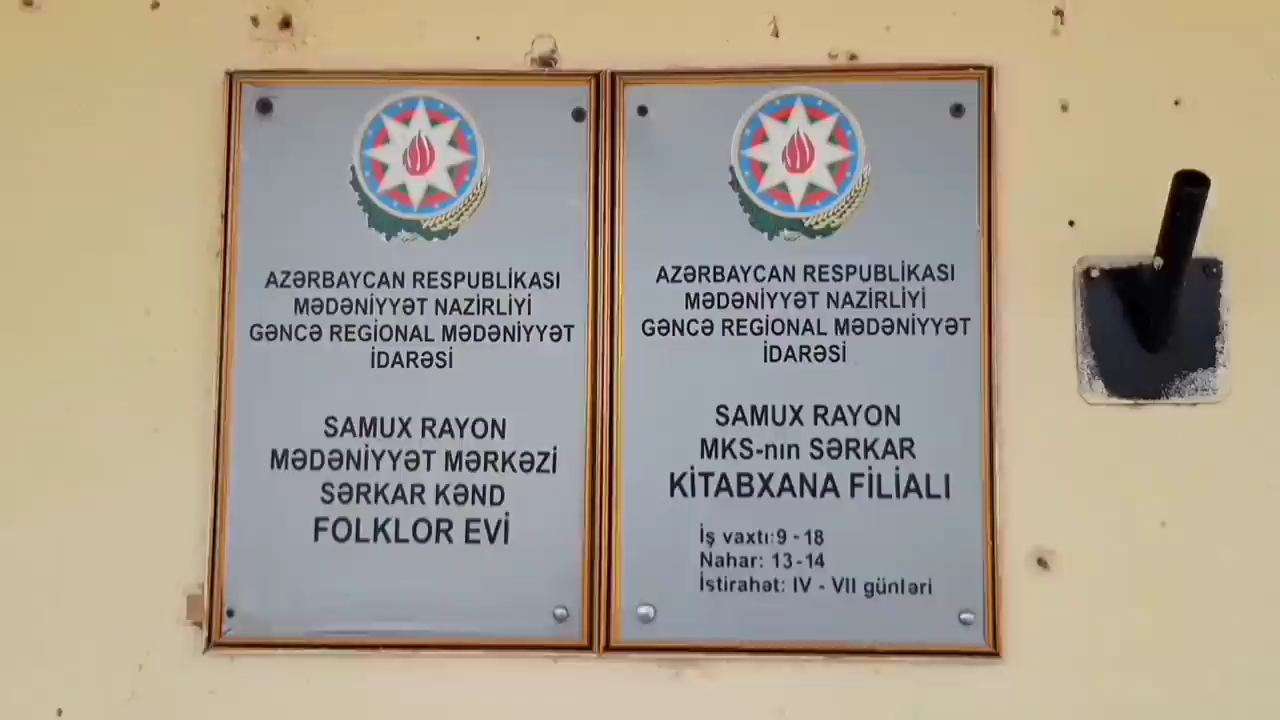 AZƏRBAYCAN RESPUBLİKASI
MƏDƏNİYYƏT NAZİRLİYİ
GƏNCƏ REGİONAL MƏDƏNİYYƏT
İDARƏSİ
SAMUX RAYON
MƏDƏNİYYƏT MƏRKƏZİ
SƏRKAR KƏND
FOLKLOR EVİ
AZƏRBAYCAN RESPUBLİKASI
MƏDƏNİYYƏT NAZİRLİYİ
GƏNCƏ REGİONAL MƏDƏNİYYƏT
İDARƏSİ
SAMUX RAYON
MKS-nın SƏRKAR
KİTABXANA FİLİALI
İş vaxtı:9 - 18
Nahar: 13-14
İstirahət: IV - VII günləri